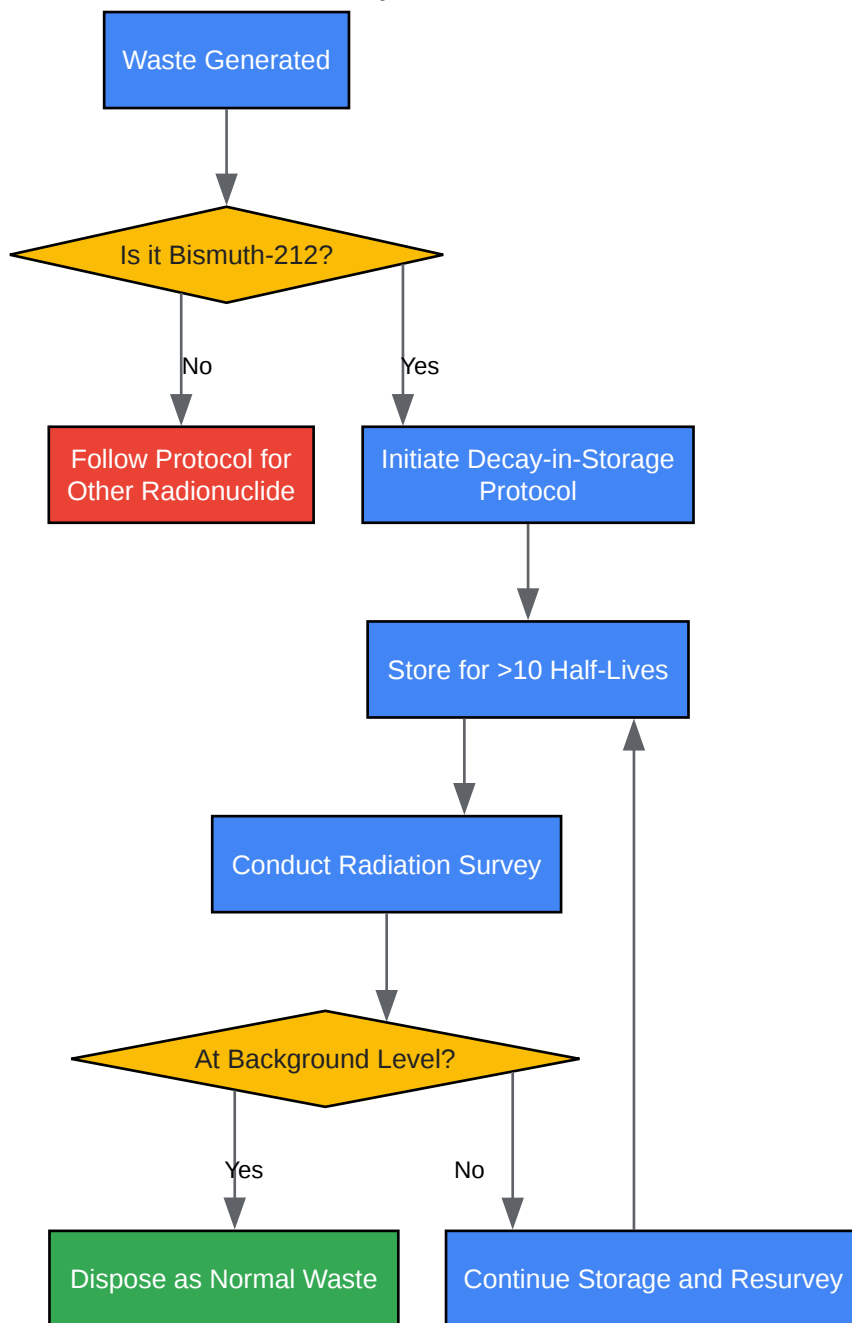 Waste Generated
Is it Bismuth-212?
No
Yes
Follow Protocol for
Other Radionuclide
Initiate Decay-in-Storage
Protocol
Store for >10 Half-Lives
Conduct Radiation Survey
At Background Level?
Yes
No
Dispose as Normal Waste
Continue Storage and Resurvey